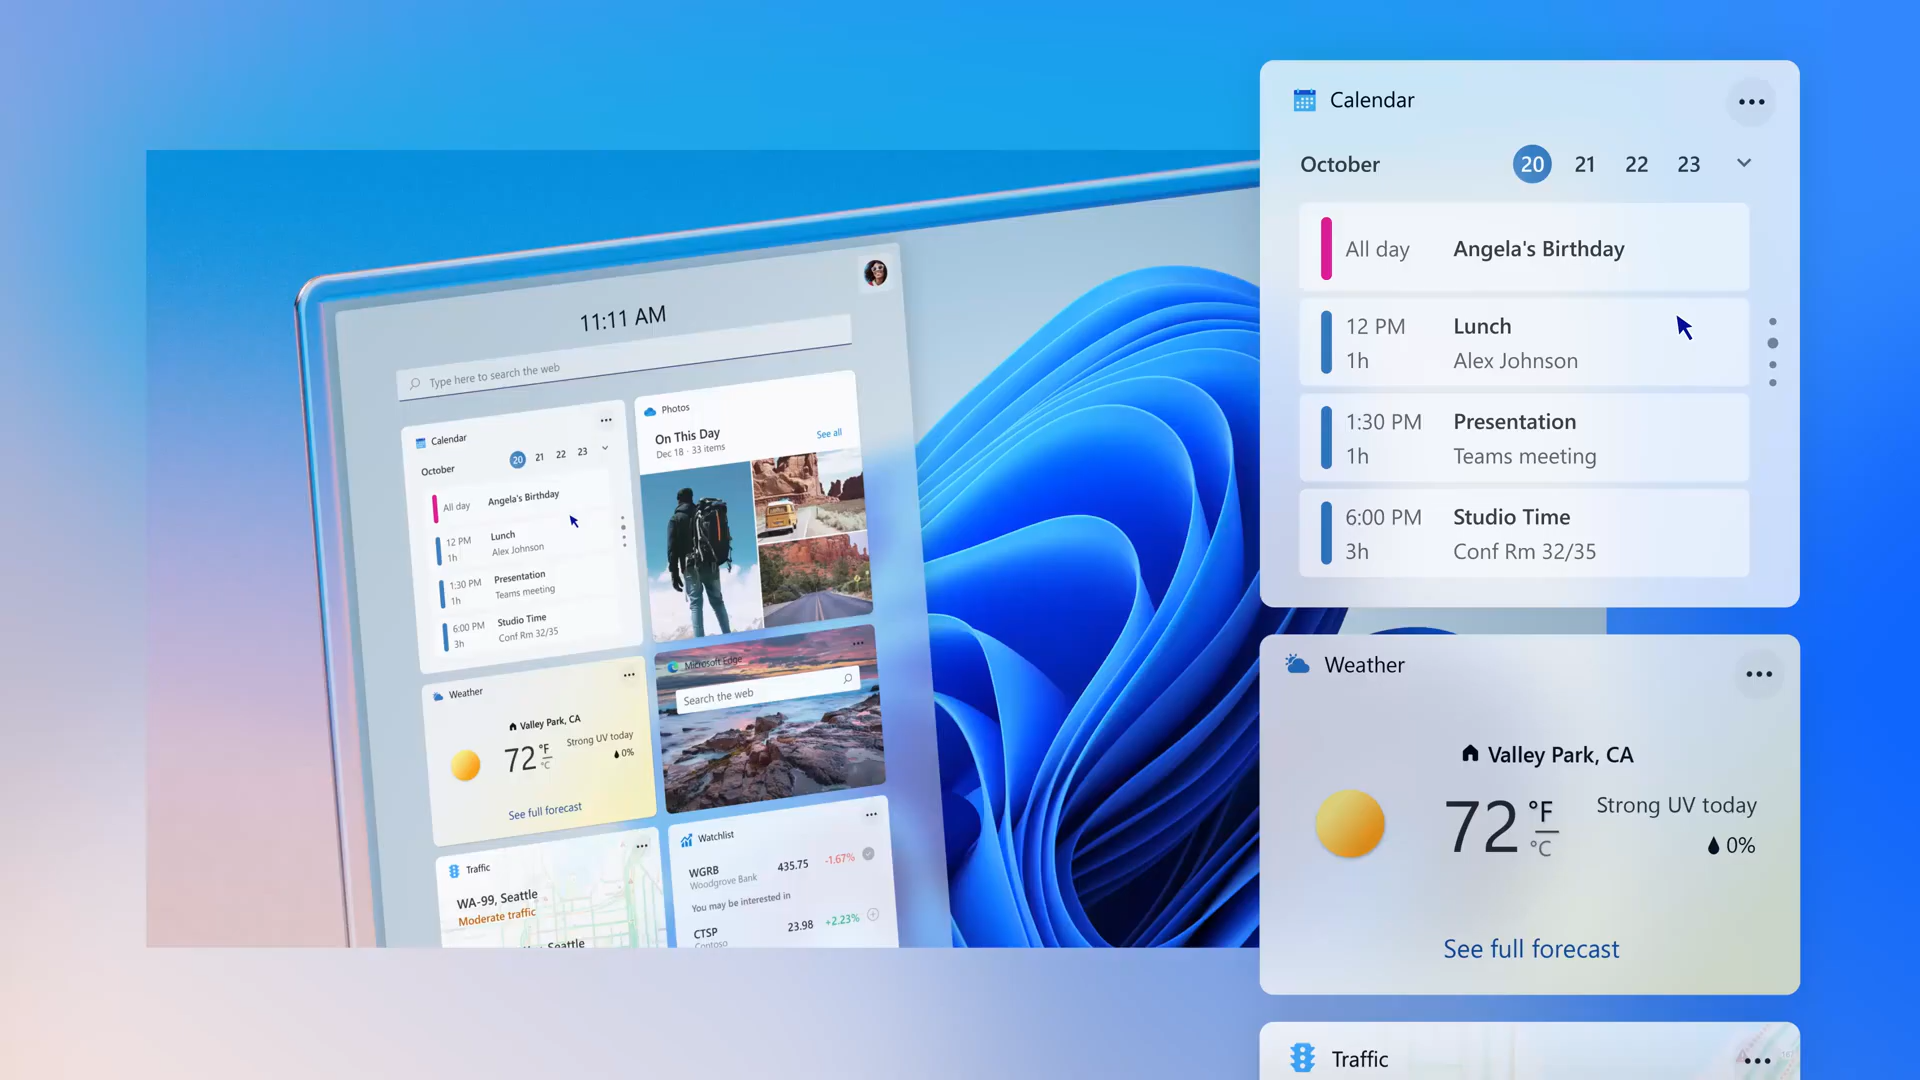 11:11 AM
Type here to search the web
Calendar
October
20 21 22 23
All day
Angela's Birthday
12 PM
1h
Lunch
Alex Johnson
1:30 PM
1h
Presentation
Teams meeting
6:00 PM
3h
Studio Time
Conf Rm 32/35
Photos
On This Day
Dec 18 · 33 items
See all
Weather
Valley Park, CA
72 °F
°C
Strong UV today
0%
See full forecast
Microsoft Edge
Search the web
Traffic
WA-99, Seattle
Moderate traffic
Seattle
Watchlist
WGRB
Woodgrove Bank
435.75
-1.67%
You may be interested in
CTSP
Contoso
23.98
+2.23%
Calendar
October
20 21 22 23
All day
Angela's Birthday
12 PM
1h
Lunch
Alex Johnson
1:30 PM
1h
Presentation
Teams meeting
6:00 PM
3h
Studio Time
Conf Rm 32/35
Weather
Valley Park, CA
72 °F
°C
Strong UV today
0%
See full forecast
Traffic